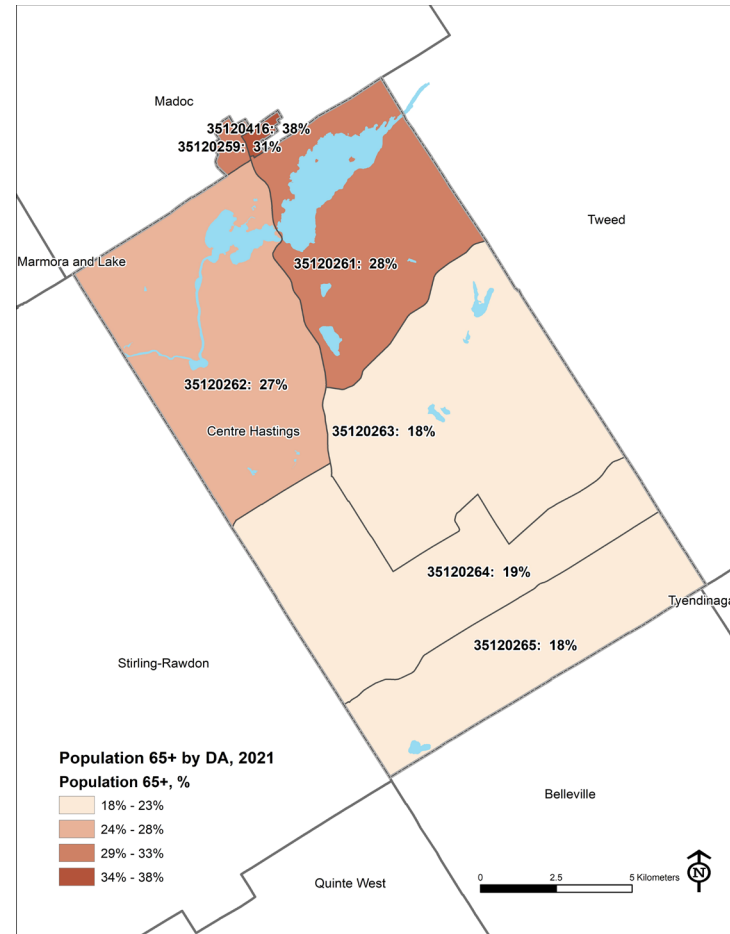 Madoc
35120416: 38%
35120259: 31%
Tweed
Marmora and Lake
35120261: 28%
35120262: 27%
Centre Hastings
35120263: 18%
35120264: 19%
Tyendinaga
35120265: 18%
Stirling-Rawdon
Population 65+ by DA, 2021
Population 65+, %
18% - 23%
24% - 28%
29% - 33%
34% - 38%
Belleville
Quinte West
0 2.5 5 Kilometers
N